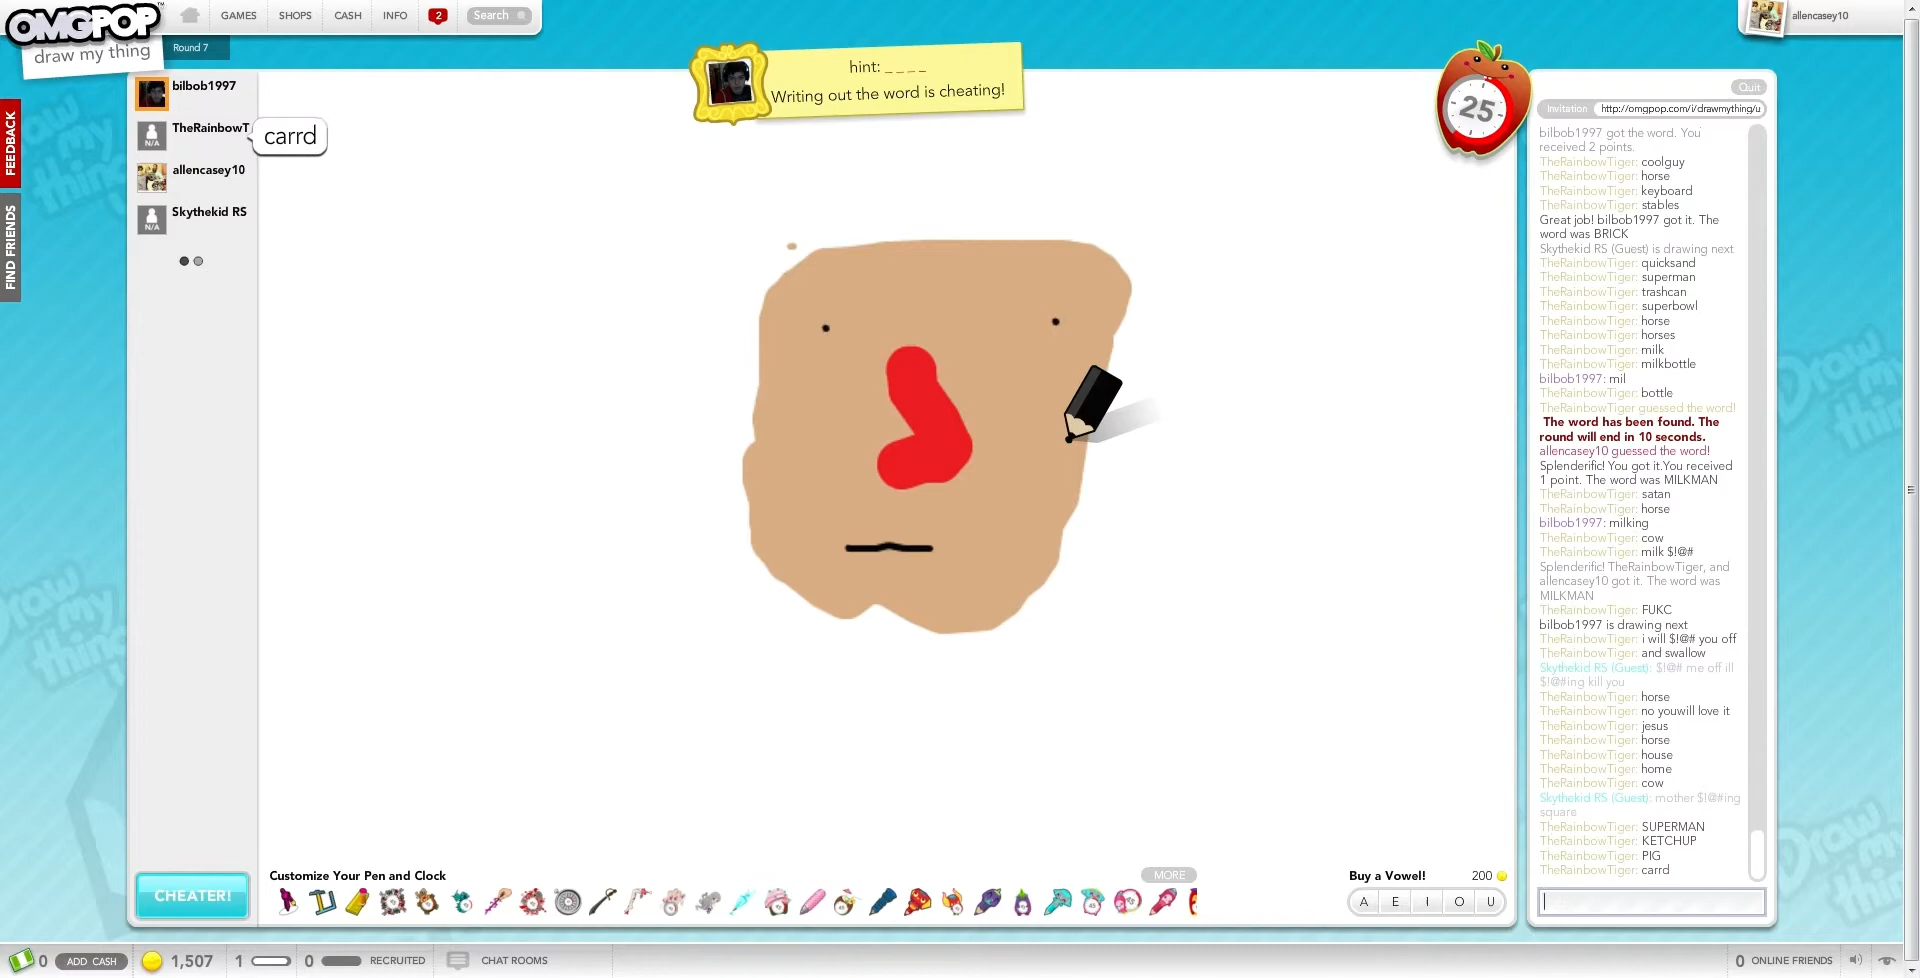 OMGPOP
draw my thing
GAMES
SHOPS
CASH
INFO
2
Search
allencasey10
Round 7
FEEDBACK
FIND FRIENDS
bilbob1997
TheRainbowT
carrd
allencasey10
Skythekid RS
N/A
N/A
hint: _ _ _ _
Writing out the word is cheating!
25
Quit
Invitation http://omgpop.com/i/drawmything/u
bilbob1997 got the word. You
received 2 points.
TheRainbowTiger: coolguy
TheRainbowTiger: horse
TheRainbowTiger: keyboard
TheRainbowTiger: stables
Great job! bilbob1997 got it. The
word was BRICK
Skythekid RS (Guest) is drawing next
TheRainbowTiger: quicksand
TheRainbowTiger: superman
TheRainbowTiger: trashcan
TheRainbowTiger: superbowl
TheRainbowTiger: horse
TheRainbowTiger: horses
TheRainbowTiger: milk
TheRainbowTiger: milkbottle
bilbob1997: mil
TheRainbowTiger: bottle
TheRainbowTiger guessed the word!
The word has been found. The
round will end in 10 seconds.
allencasey10 guessed the word!
Splenderific! You got it.You received
1 point. The word was MILKMAN
TheRainbowTiger: satan
TheRainbowTiger: horse
bilbob1997: milking
TheRainbowTiger: cow
TheRainbowTiger: milk $!@#
Splenderific! TheRainbowTiger, and
allencasey10 got it. The word was
MILKMAN
TheRainbowTiger: FUKC
bilbob1997 is drawing next
TheRainbowTiger: i will $!@# you off
TheRainbowTiger: and swallow
Skythekid RS (Guest): $!@# me off ill
$!@#ing kill you
TheRainbowTiger: horse
TheRainbowTiger: no youwill love it
TheRainbowTiger: jesus
TheRainbowTiger: horse
TheRainbowTiger: house
TheRainbowTiger: home
TheRainbowTiger: cow
Skythekid RS (Guest): mother $!@#ing
square
TheRainbowTiger: SUPERMAN
TheRainbowTiger: KETCHUP
TheRainbowTiger: PIG
TheRainbowTiger: carrd
CHEATER!
Customize Your Pen and Clock
MORE
Buy a Vowel! 200
A E I O U
0 ADD CASH 1,507 1 0 RECRUITED CHAT ROOMS 0 ONLINE FRIENDS